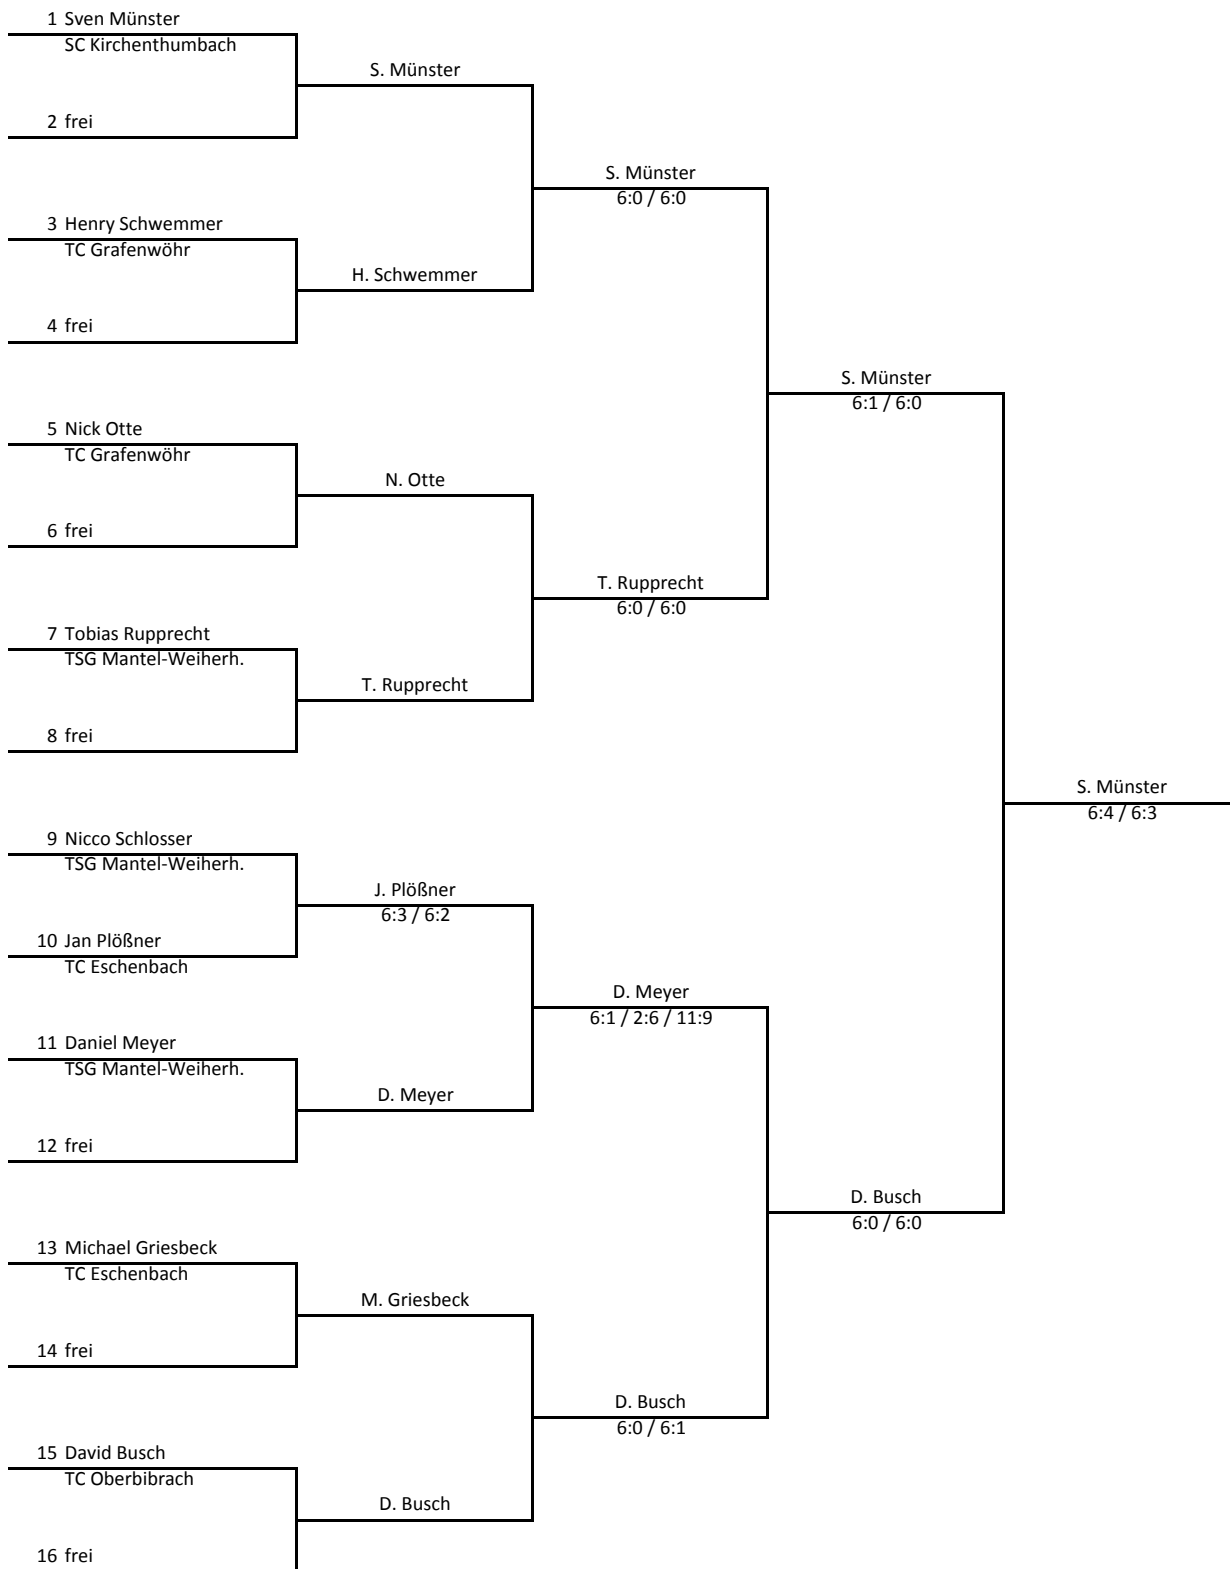 1 Sven Münster
SC Kirchenthumbach
S. Münster
2 frei
S. Münster
6:0 / 6:0
3 Henry Schwemmer
TC Grafenwöhr
H. Schwemmer
4 frei
S. Münster
6:1 / 6:0
5 Nick Otte
TC Grafenwöhr
N. Otte
6 frei
T. Rupprecht
6:0 / 6:0
7 Tobias Rupprecht
TSG Mantel-Weiherh.
T. Rupprecht
8 frei
S. Münster
6:4 / 6:3
9 Nicco Schlosser
TSG Mantel-Weiherh.
J. Plößner
6:3 / 6:2
10 Jan Plößner
TC Eschenbach
D. Meyer
6:1 / 2:6 / 11:9
11 Daniel Meyer
TSG Mantel-Weiherh.
D. Meyer
12 frei
D. Busch
6:0 / 6:0
13 Michael Griesbeck
TC Eschenbach
M. Griesbeck
14 frei
D. Busch
6:0 / 6:1
15 David Busch
TC Oberbibrach
D. Busch
16 frei